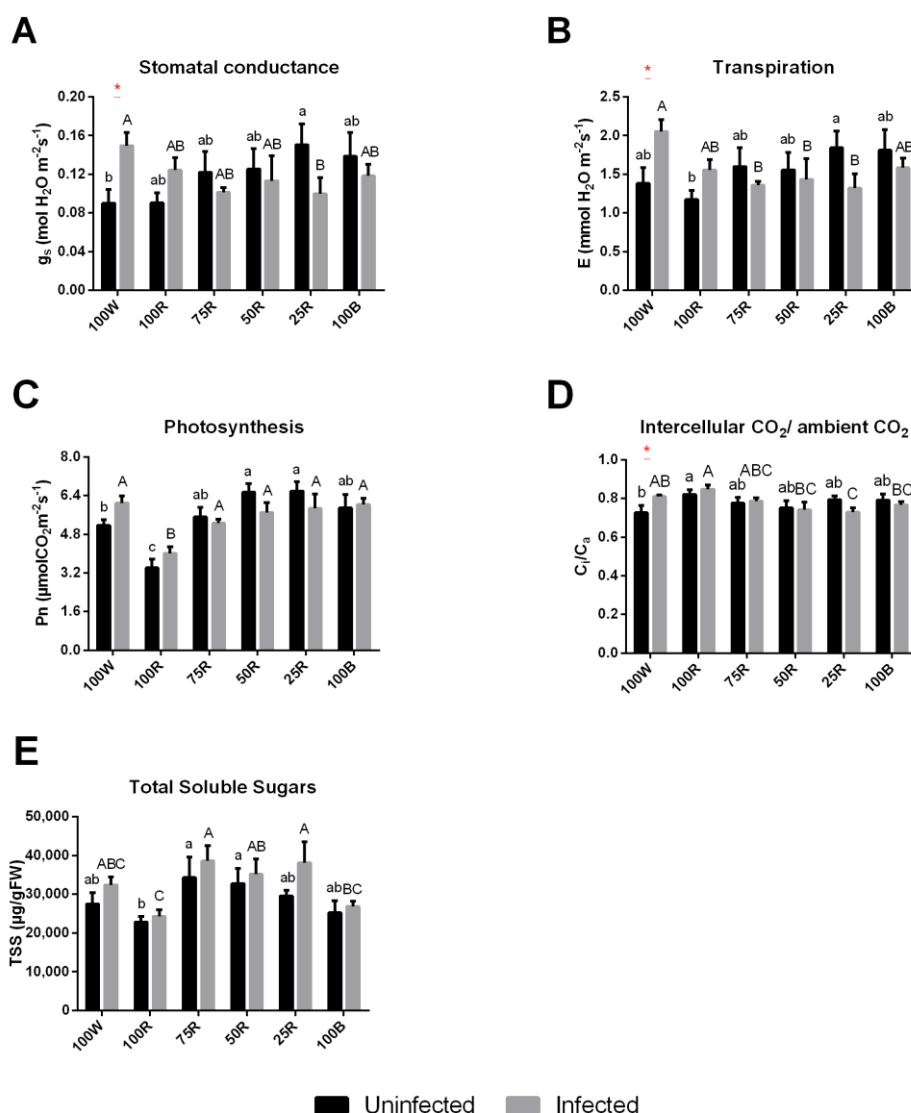 A
Stomatal conductance
*
0.20
0.16
0.12
0.08
0.04
0.00
gs (mol H2O m-2s-1)
b A ab AB ab AB ab AB a B ab AB
100W 100R 75R 50R 25R 100B
B
Transpiration
*
2.5
2.0
1.5
1.0
0.5
0.0
E (mmol H2O m-2s-1)
ab A b AB ab B ab B a B ab AB
100W 100R 75R 50R 25R 100B
C
Photosynthesis
8.0
6.4
4.8
3.2
1.6
0.0
Pn (µmolCO2m-2s-1)
b A c B ab A a A a A ab A
100W 100R 75R 50R 25R 100B
D
Intercellular CO2/ ambient CO2
*
1.0
0.8
0.6
0.4
0.2
0.0
Ci/Ca
b AB a A ab ABC ab BC ab C ab BC
100W 100R 75R 50R 25R 100B
E
Total Soluble Sugars
50,000
40,000
30,000
20,000
10,000
0
TSS (µg/gFW)
ab ABC b C a A a AB ab A ab BC
100W 100R 75R 50R 25R 100B
Uninfected Infected